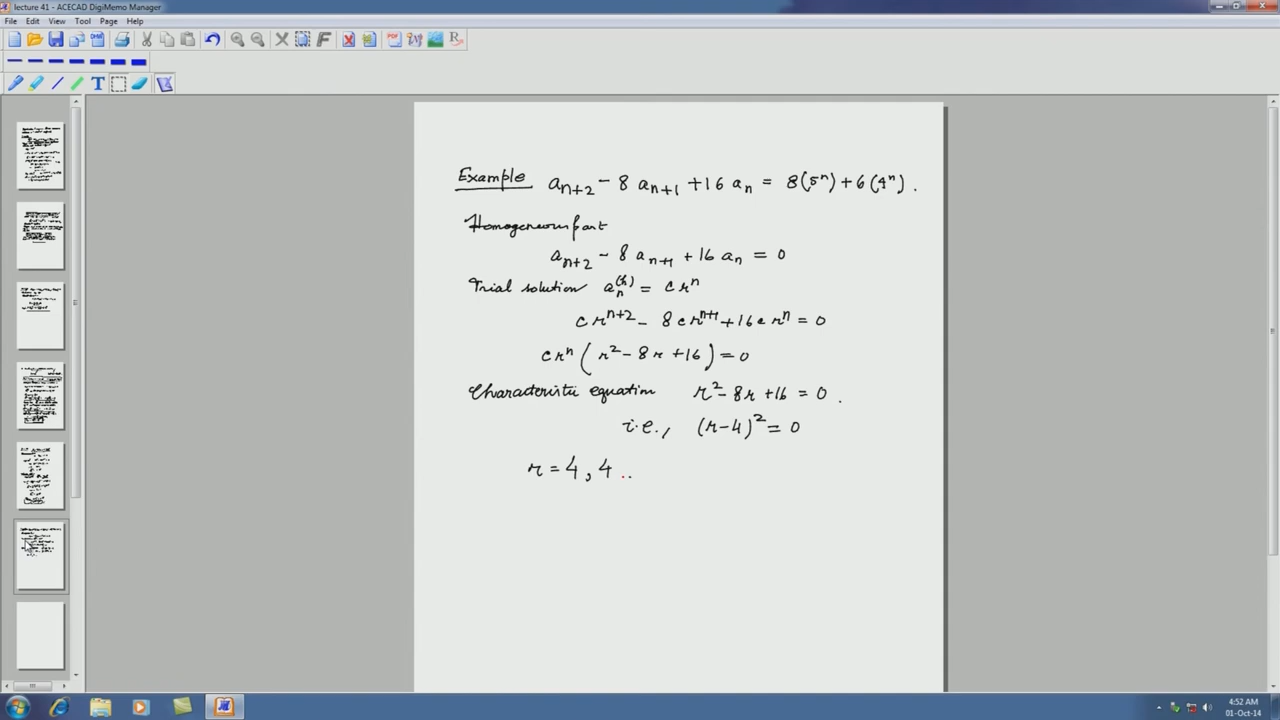 lecture 41 - ACECAD DigiMemo Manager
File Edit View Tool Page Help
Example a_{n+2} - 8 a_{n+1} + 16 a_n = 8(5^n) + 6(4^n).
Homogeneous part
a_{n+2} - 8 a_{n+1} + 16 a_n = 0
Trial solution a_n^{(h)} = c r^n
c r^{n+2} - 8 c r^{n+1} + 16 c r^n = 0
c r^n (r^2 - 8r + 16) = 0
Characteristic equation r^2 - 8r + 16 = 0.
i.e., (r-4)^2 = 0
r = 4, 4 ..
4:52 AM
01-Oct-14